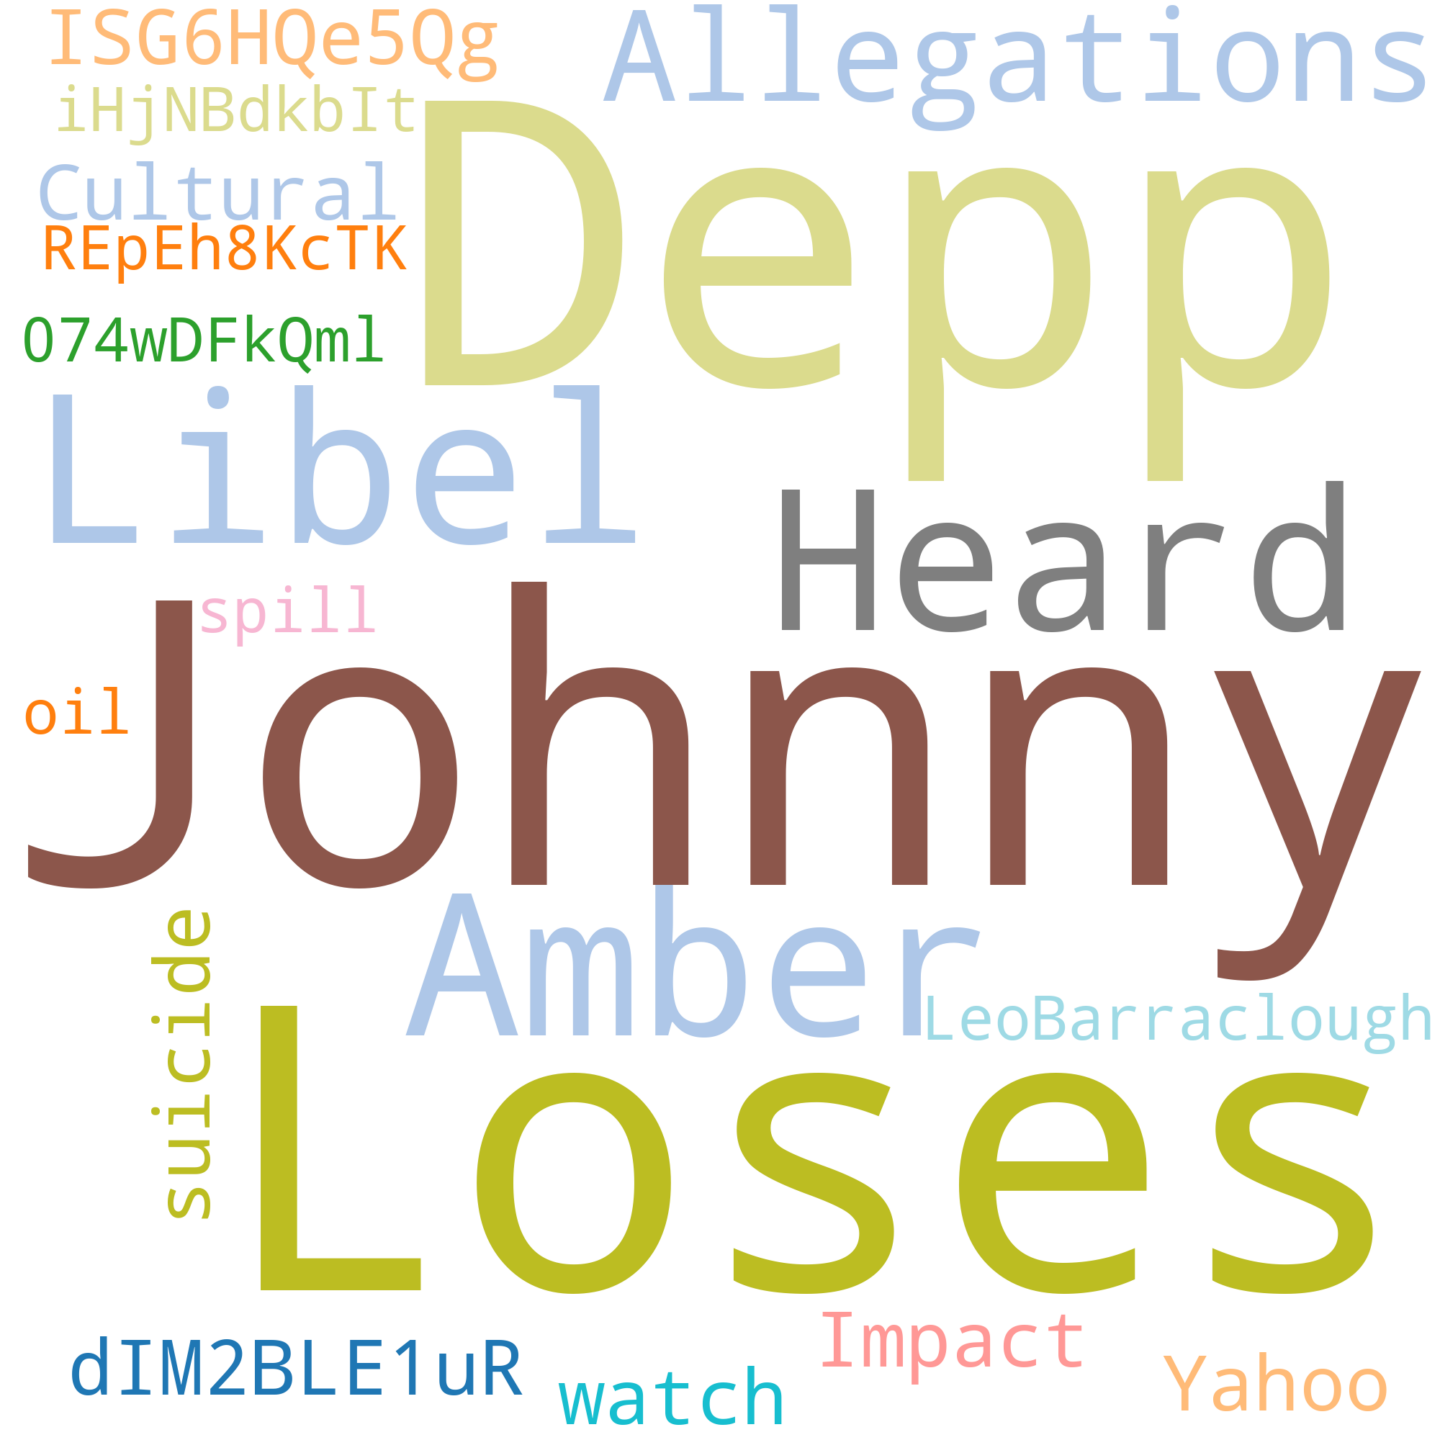 ISG6HQe5Qg
Allegations
iHjNBdkbIt
Depp
Cultural
REpEh8KcTK
O74wDFkQml
Libel
Heard
spill
Johnny
oil
Amber
suicide
LeoBarraclough
Loses
Impact
dIM2BLE1uR
watch
Yahoo